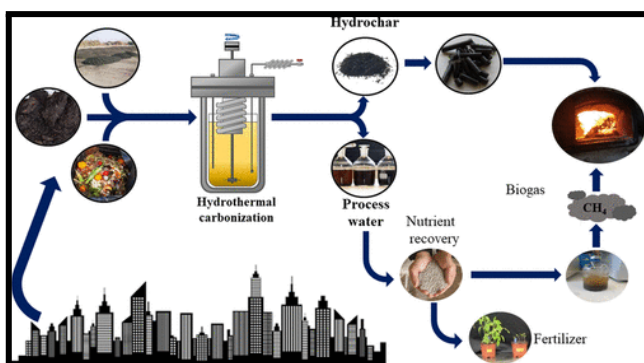 Hydrochar
Hydrothermal
carbonization
Process
water
Nutrient
recovery
Biogas
CH₄
Fertilizer